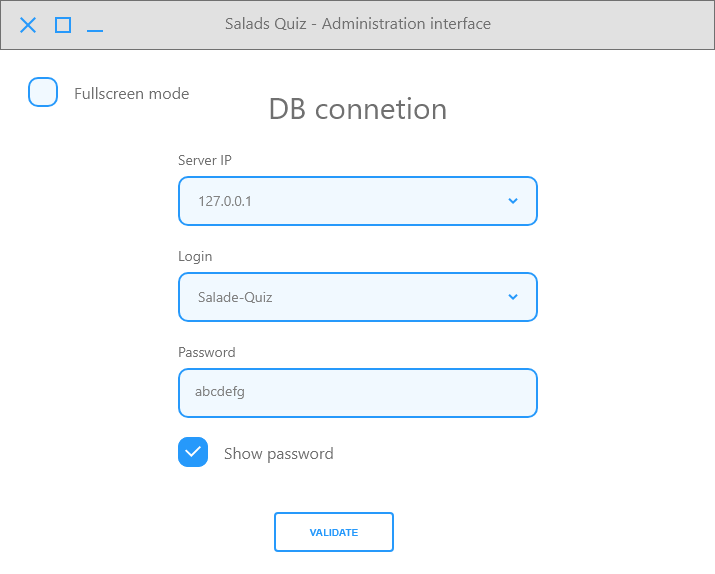 Salads Quiz - Administration interface
Fullscreen mode
DB connetion
Server IP
127.0.0.1
Login
Salade-Quiz
Password
abcdefg
Show password
VALIDATE